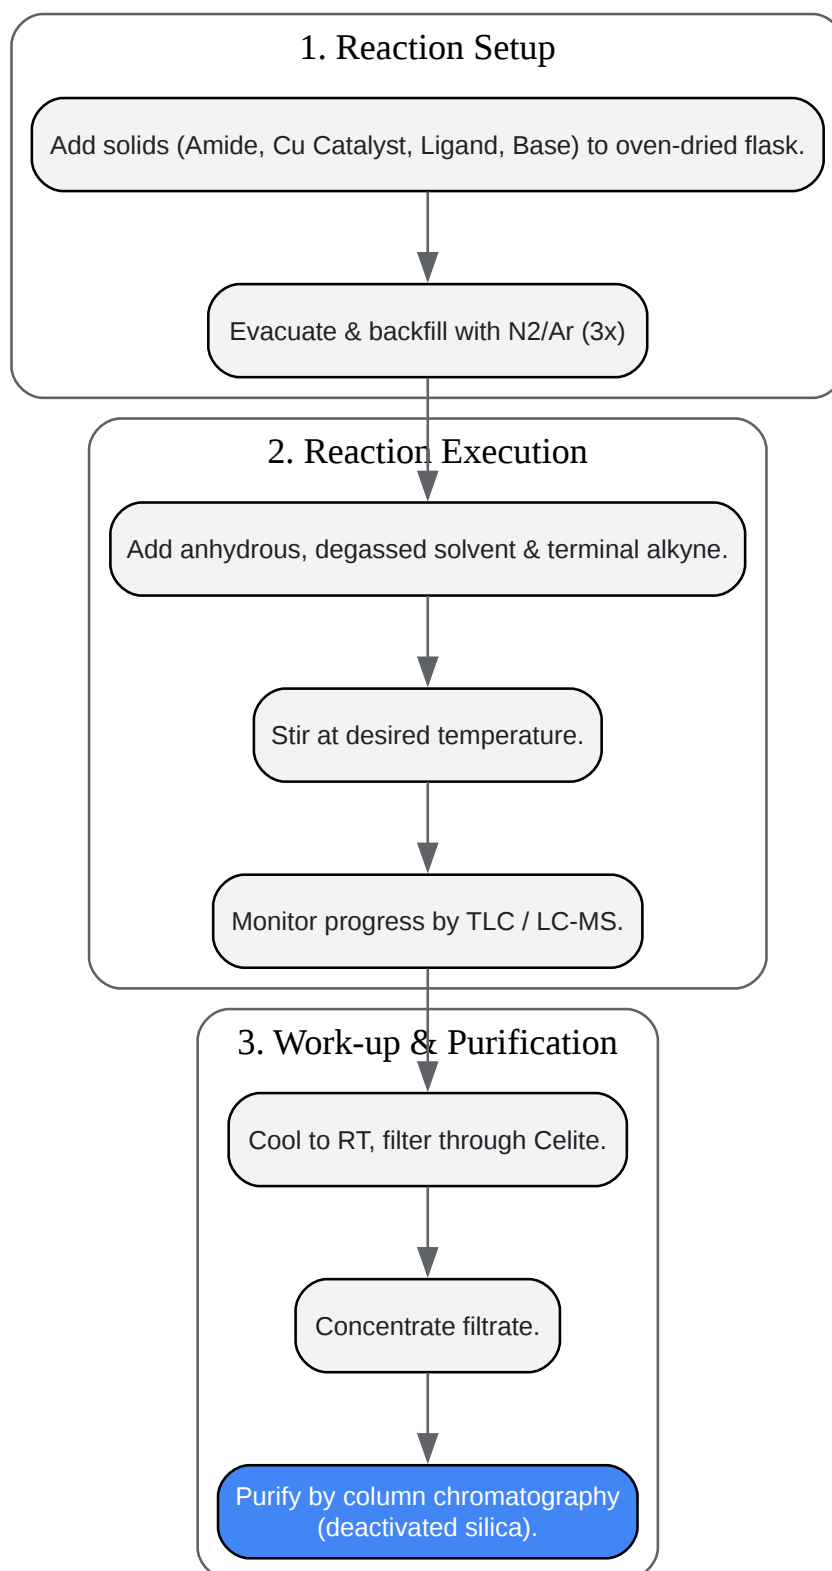 1. Reaction Setup
Add solids (Amide, Cu Catalyst, Ligand, Base) to oven-dried flask.
Evacuate & backfill with N2/Ar (3x)
2. Reaction Execution
Add anhydrous, degassed solvent & terminal alkyne.
Stir at desired temperature.
Monitor progress by TLC / LC-MS.
3. Work-up & Purification
Cool to RT, filter through Celite.
Concentrate filtrate.
Purify by column chromatography
(deactivated silica).